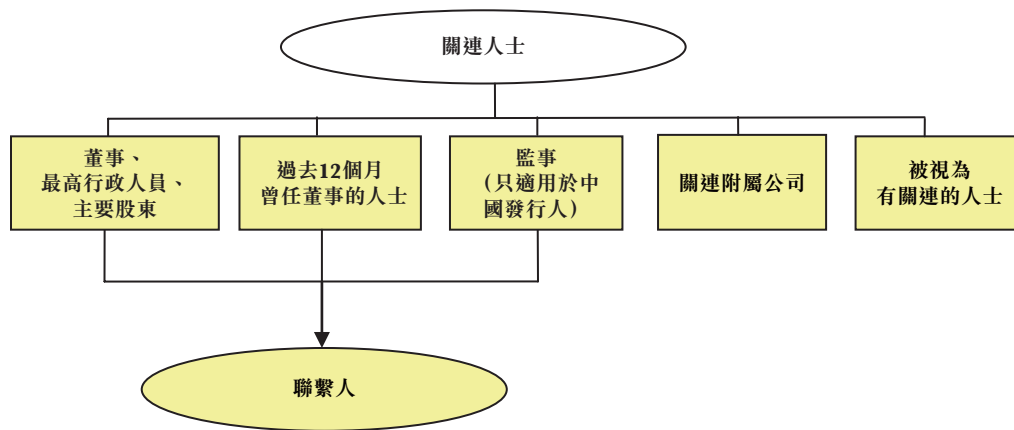 關連人士
董事、
最高行政人員、
主要股東
過去12個月
曾任董事的人士
監事
(只適用於中
國發行人)
關連附屬公司
被視為
有關連的人士
聯繫人